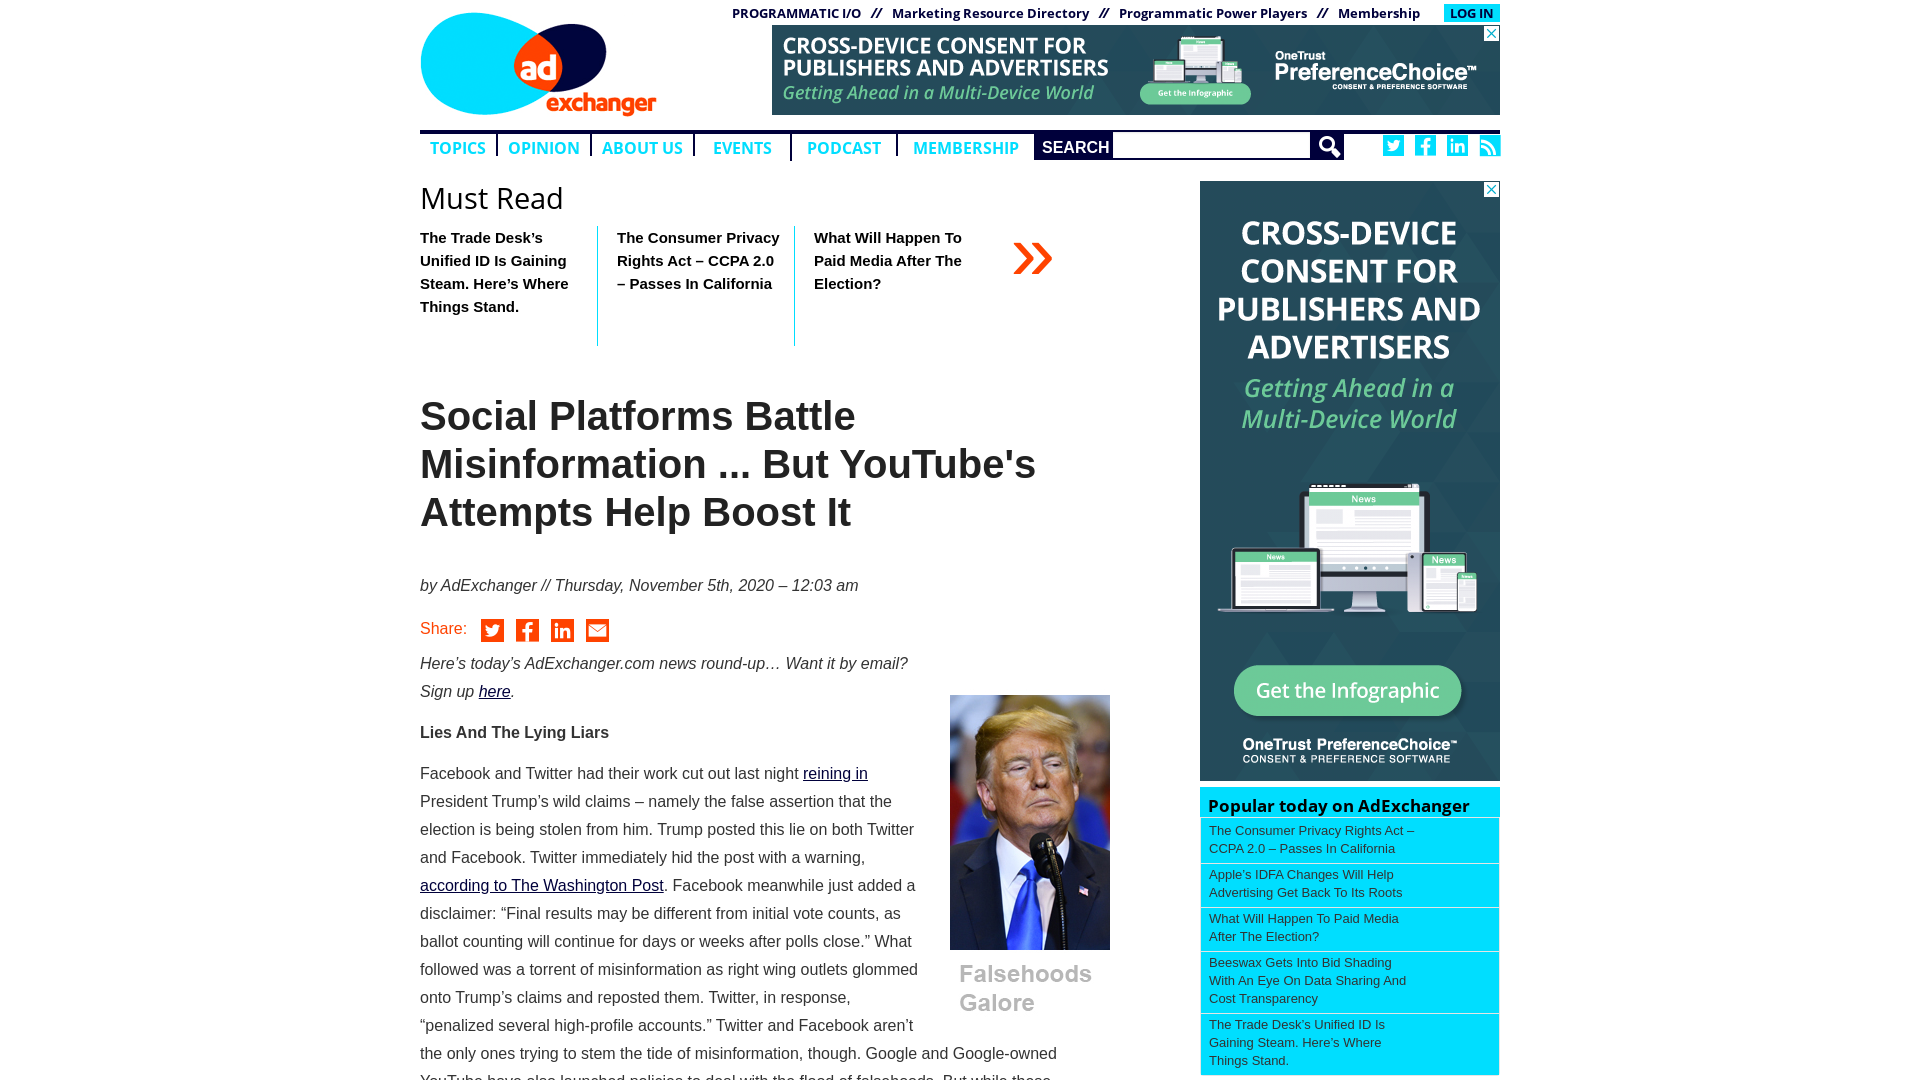 PROGRAMMATIC I/O // Marketing Resource Directory // Programmatic Power Players // Membership LOG IN
ad exchanger
CROSS-DEVICE CONSENT FOR
PUBLISHERS AND ADVERTISERS
Getting Ahead in a Multi-Device World
Get the Infographic
OneTrust
PreferenceChoice™
CONSENT & PREFERENCE SOFTWARE
TOPICS OPINION ABOUT US EVENTS PODCAST MEMBERSHIP SEARCH
Must Read
The Trade Desk’s
Unified ID Is Gaining
Steam. Here’s Where
Things Stand.
The Consumer Privacy
Rights Act – CCPA 2.0
– Passes In California
What Will Happen To
Paid Media After The
Election?
Social Platforms Battle
Misinformation ... But YouTube's
Attempts Help Boost It
by AdExchanger // Thursday, November 5th, 2020 – 12:03 am
Share:
Here’s today’s AdExchanger.com news round-up… Want it by email?
Sign up here.
Lies And The Lying Liars
Facebook and Twitter had their work cut out last night reining in
President Trump’s wild claims – namely the false assertion that the
election is being stolen from him. Trump posted this lie on both Twitter
and Facebook. Twitter immediately hid the post with a warning,
according to The Washington Post. Facebook meanwhile just added a
disclaimer: “Final results may be different from initial vote counts, as
ballot counting will continue for days or weeks after polls close.” What
followed was a torrent of misinformation as right wing outlets glommed
onto Trump’s claims and reposted them. Twitter, in response,
“penalized several high-profile accounts.” Twitter and Facebook aren’t
the only ones trying to stem the tide of misinformation, though. Google and Google-owned
YouTube have also launched policies to deal with the flood of falsehoods. But while these
Falsehoods
Galore
CROSS-DEVICE
CONSENT FOR
PUBLISHERS AND
ADVERTISERS
Getting Ahead in a
Multi-Device World
News
News
News
Get the Infographic
OneTrust PreferenceChoice™
CONSENT & PREFERENCE SOFTWARE
Popular today on AdExchanger
The Consumer Privacy Rights Act –
CCPA 2.0 – Passes In California
Apple’s IDFA Changes Will Help
Advertising Get Back To Its Roots
What Will Happen To Paid Media
After The Election?
Beeswax Gets Into Bid Shading
With An Eye On Data Sharing And
Cost Transparency
The Trade Desk’s Unified ID Is
Gaining Steam. Here’s Where
Things Stand.